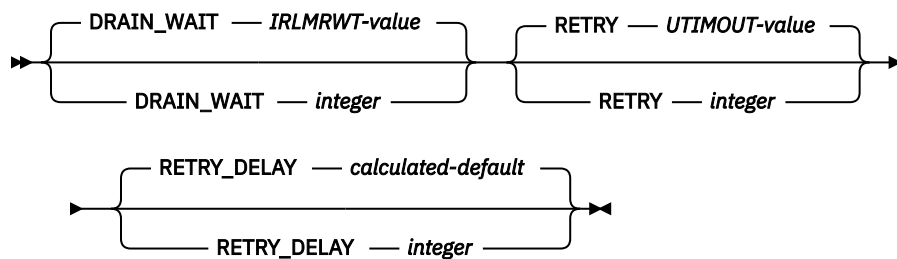 DRAIN_WAIT IRLMRWT-value RETRY UTIMOUT-value
DRAIN_WAIT integer RETRY integer
RETRY_DELAY calculated-default
RETRY_DELAY integer